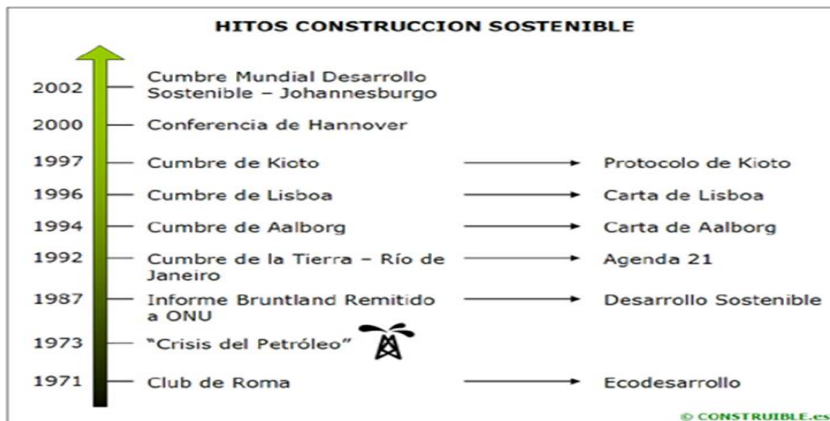 HITOS CONSTRUCCION SOSTENIBLE
2002 Cumbre Mundial Desarrollo
Sostenible – Johannesburgo
2000 Conferencia de Hannover
1997 Cumbre de Kioto Protocolo de Kioto
1996 Cumbre de Lisboa Carta de Lisboa
1994 Cumbre de Aalborg Carta de Aalborg
1992 Cumbre de la Tierra – Río de Agenda 21
Janeiro
1987 Informe Bruntland Remitido Desarrollo Sostenible
a ONU
1973 “Crisis del Petróleo”
1971 Club de Roma Ecodesarrollo
© CONSTRUIBLE.es